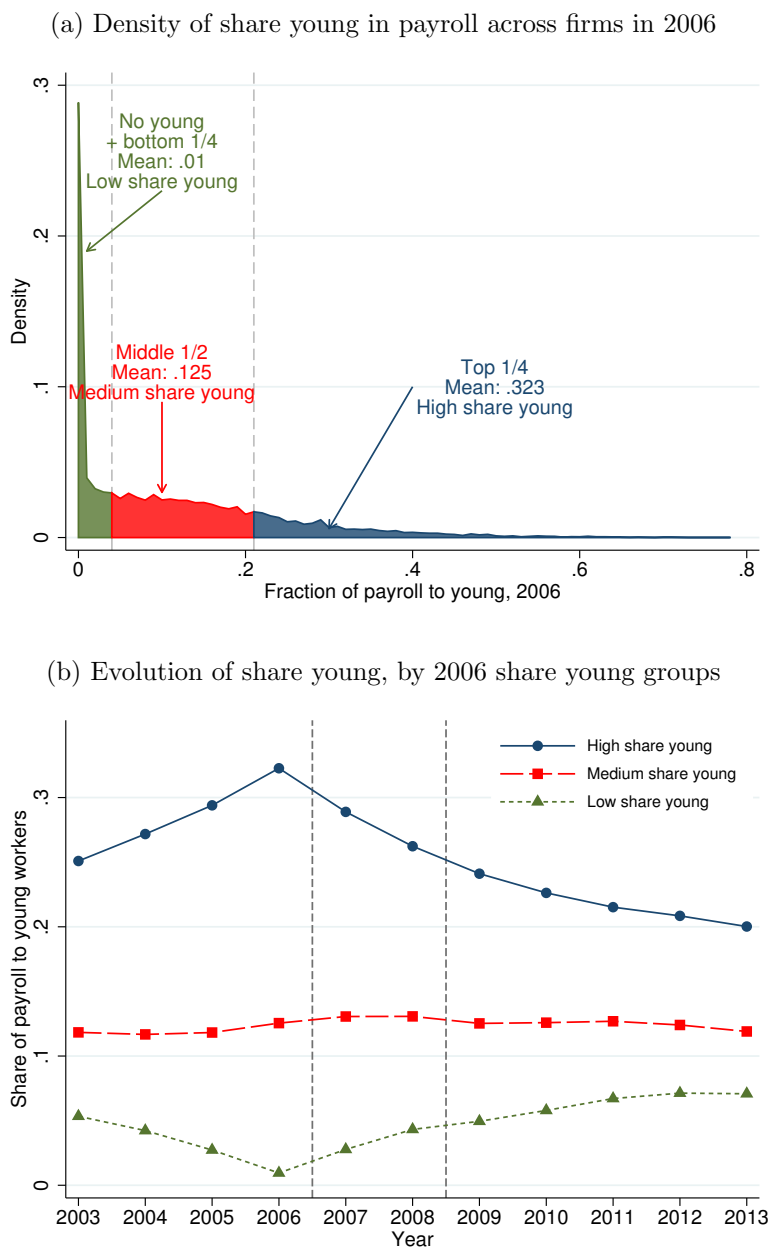 (a) Density of share young in payroll across firms in 2006
.3
.2
.1
0
Density
No young
+ bottom 1/4
Mean: .01
Low share young
Middle 1/2
Mean: .125
Medium share young
Top 1/4
Mean: .323
High share young
0
.2
.4
.6
.8
Fraction of payroll to young, 2006
(b) Evolution of share young, by 2006 share young groups
High share young
Medium share young
Low share young
.3
.2
.1
0
Share of payroll to young workers
2003
2004
2005
2006
2007
2008
2009
2010
2011
2012
2013
Year